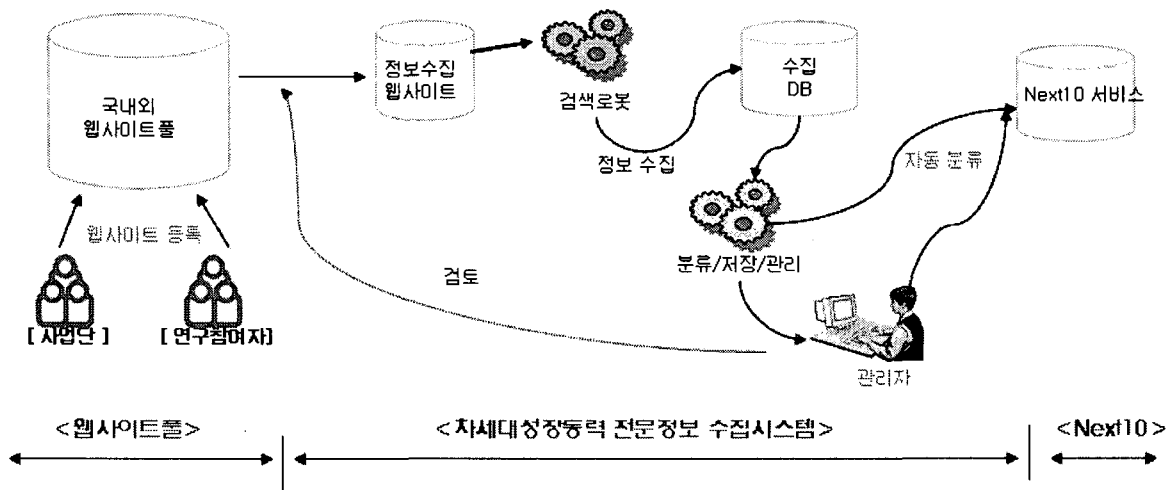 국내외
웹사이트풀
정보수집
웹사이트
검색로봇
수집
DB
Next10 서비스
정보 수집
자동 분류
웹사이트 등록
분류/저장/관리
검토
[ 사업단 ]
[ 연구참여자]
관리자
<웹사이트풀>
<차세대성장동력 전문정보 수집시스템>
<Next10>